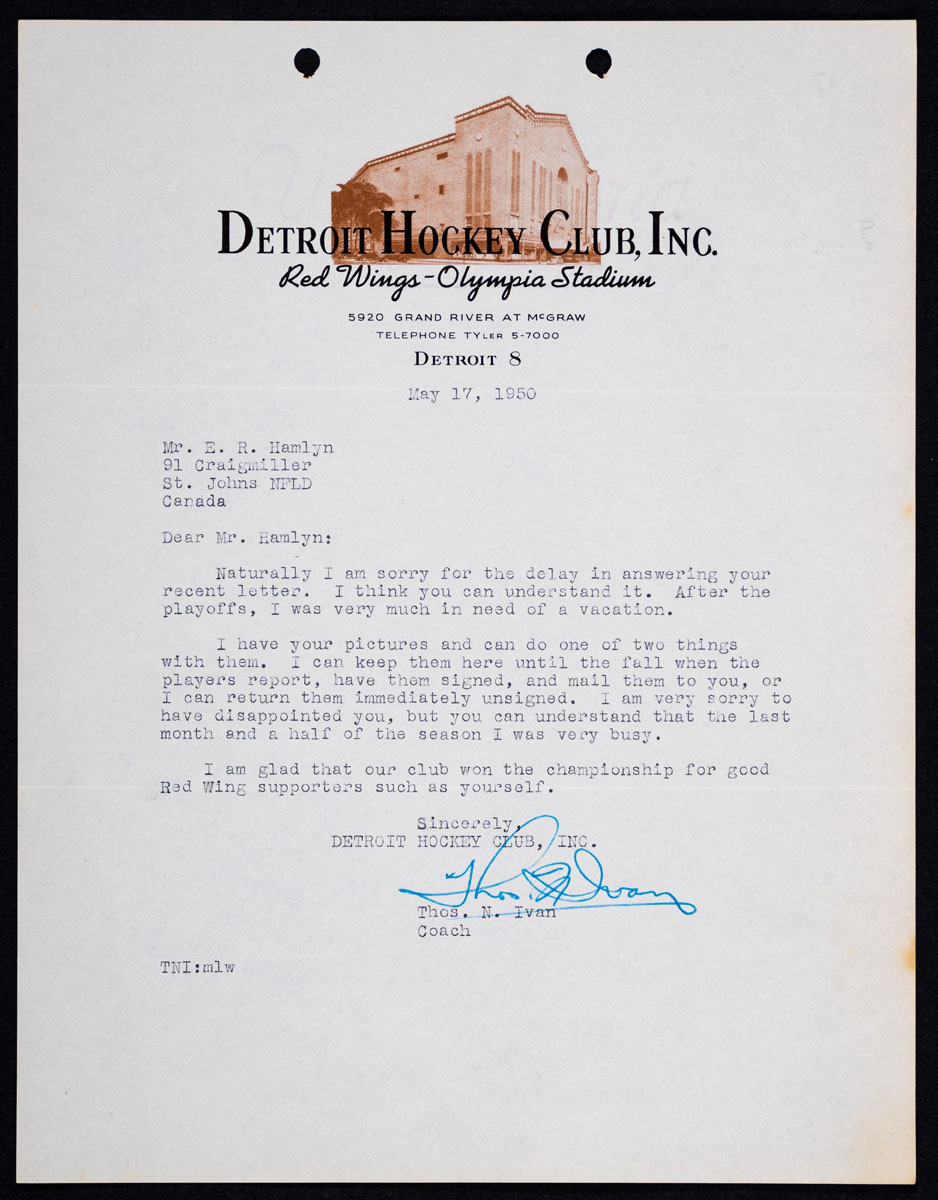 DETROIT HOCKEY CLUB, INC.
Red Wings-Olympia Stadium
5920 GRAND RIVER AT McGRAW
TELEPHONE TYLER 5-7000
DETROIT 8
May 17, 1950
Mr. E. R. Hamlyn
91 Craigmiller
St. Johns NFLD
Canada
Dear Mr. Hamlyn:
Naturally I am sorry for the delay in answering your
recent letter. I think you can understand it. After the
playoffs, I was very much in need of a vacation.
I have your pictures and can do one of two things
with them. I can keep them here until the fall when the
players report, have them signed, and mail them to you, or
I can return them immediately unsigned. I am very sorry to
have disappointed you, but you can understand that the last
month and a half of the season I was very busy.
I am glad that our club won the championship for good
Red Wing supporters such as yourself.
Sincerely,
DETROIT HOCKEY CLUB, INC.
Thos. N. Ivan
Thos. N. Ivan
Coach
TNI:mlw